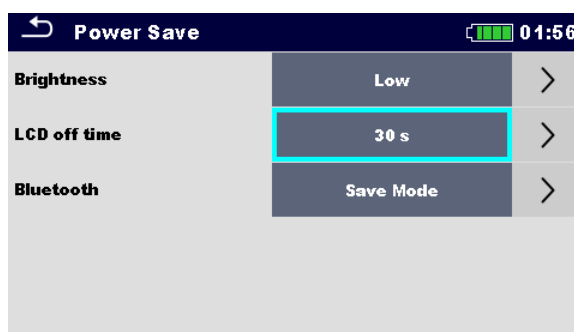 Power Save 01:56
Brightness Low
LCD off time 30 s
Bluetooth Save Mode